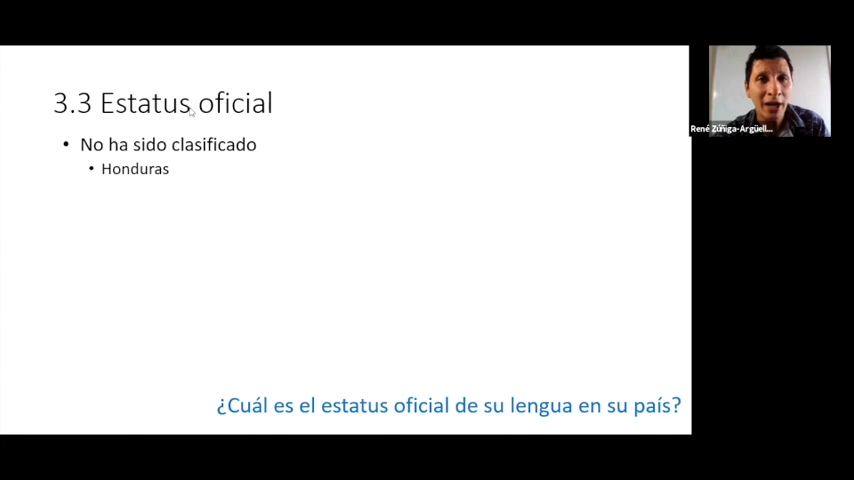 3.3 Estatus oficial
• No ha sido clasificado
• Honduras
¿Cuál es el estatus oficial de su lengua en su país?
René Zúñiga-Argüell...